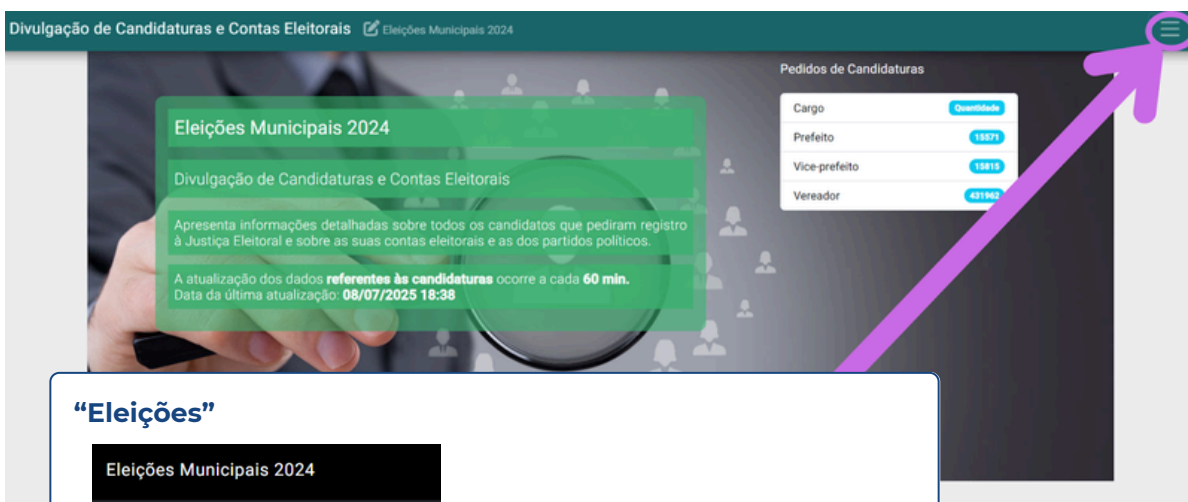 Divulgação de Candidaturas e Contas Eleitorais Eleições Municipais 2024
Eleições Municipais 2024
Divulgação de Candidaturas e Contas Eleitorais
Apresenta informações detalhadas sobre todos os candidatos que pediram registro
à Justiça Eleitoral e sobre as suas contas eleitorais e as dos partidos políticos.
A atualização dos dados referentes às candidaturas ocorre a cada 60 min.
Data da última atualização: 08/07/2025 18:38
Pedidos de Candidaturas
Cargo Quantidade
Prefeito 15571
Vice-prefeito 15815
Vereador 431962
“Eleições”
Eleições Municipais 2024